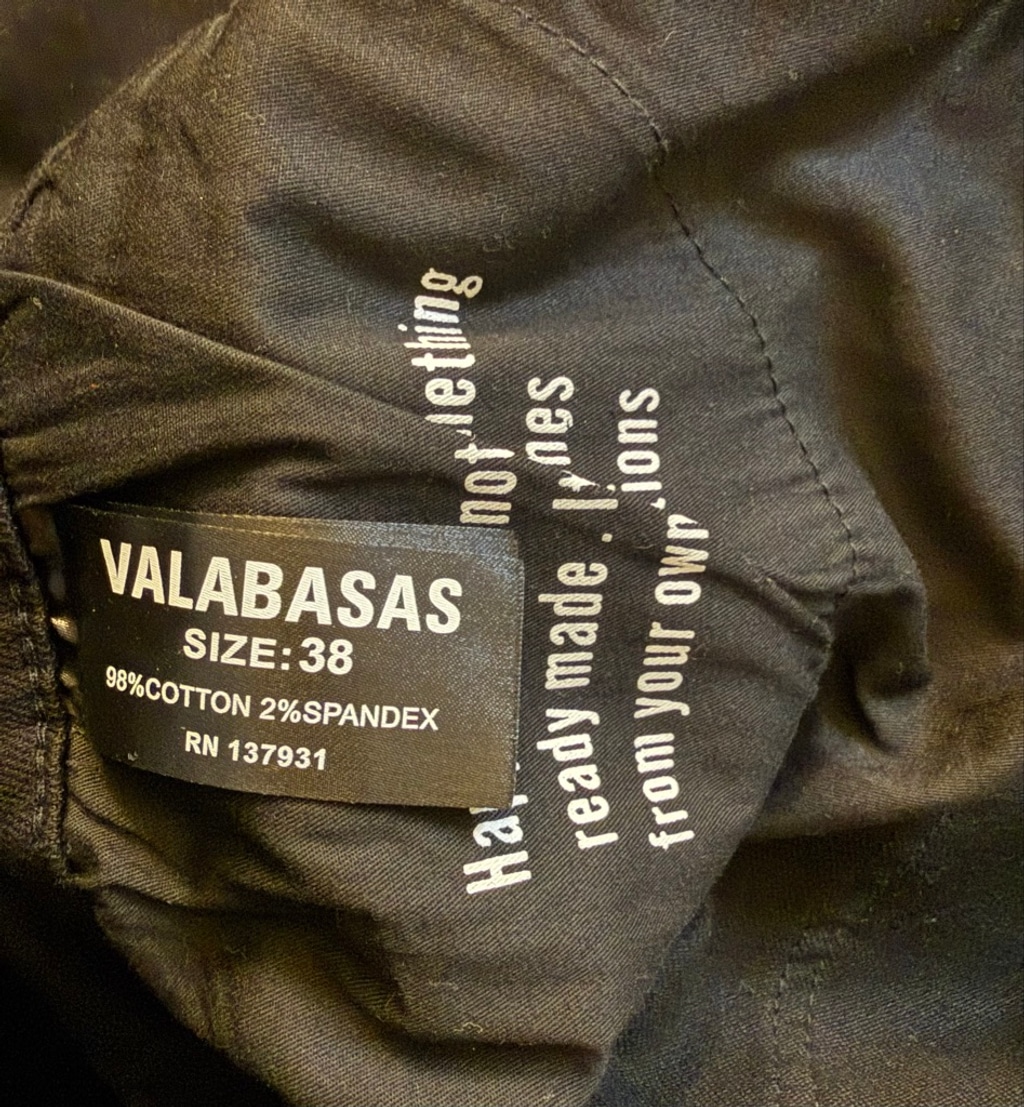 VALABASAS
SIZE: 38
98%COTTON 2%SPANDEX
RN 137931
not
ready made .
from your own